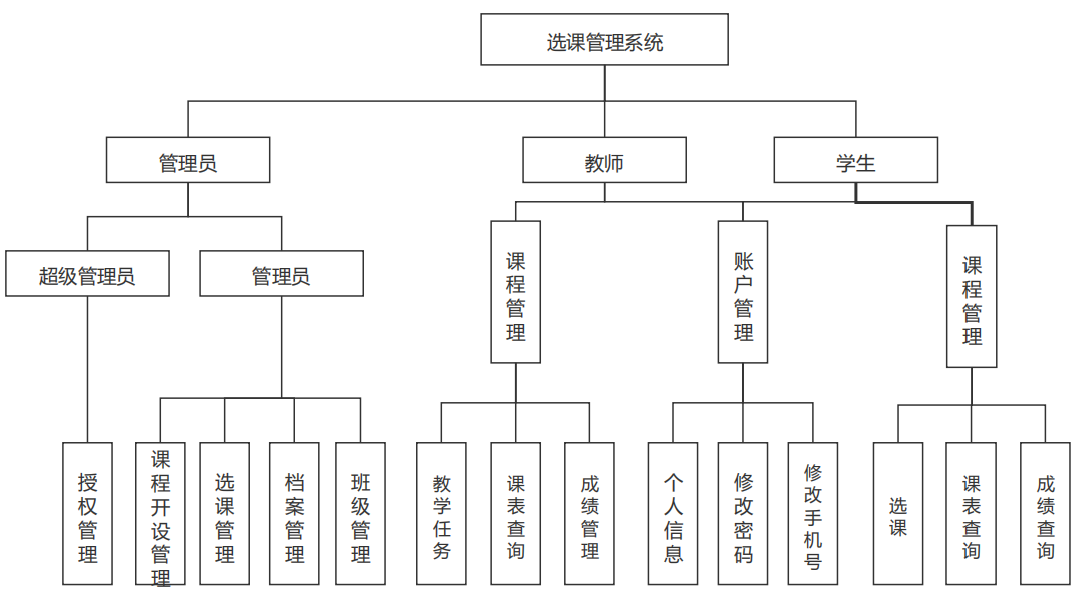 选课管理系统
管理员
教师
学生
超级管理员
管理员
课程管理
账户管理
课程管理
授权管理
课程开设管理
选课管理
档案管理
班级管理
教学任务
课表查询
成绩管理
个人信息
修改密码
修改手机号
选课
课表查询
成绩查询